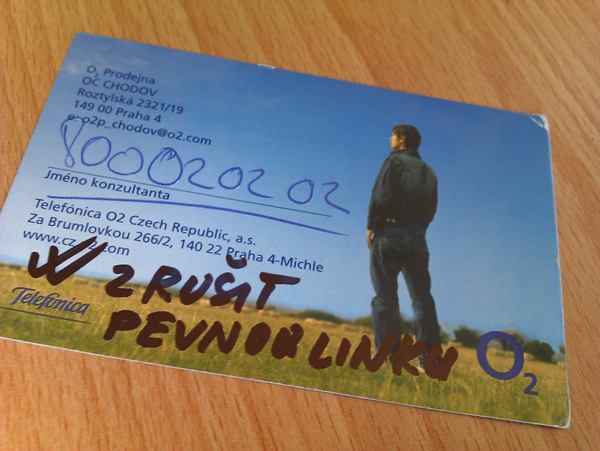 O2 Prodejna
OC CHODOV
Roztylská 2321/19
149 00 Praha 4
e: o2p_chodov@o2.com
800020202
Jméno konzultanta
Telefónica O2 Czech Republic, a.s.
Za Brumlovkou 266/2, 140 22 Praha 4-Michle
www.cz.o2.com
ZRUŠIT
Telefónica
PEVNOU LINKU
O2